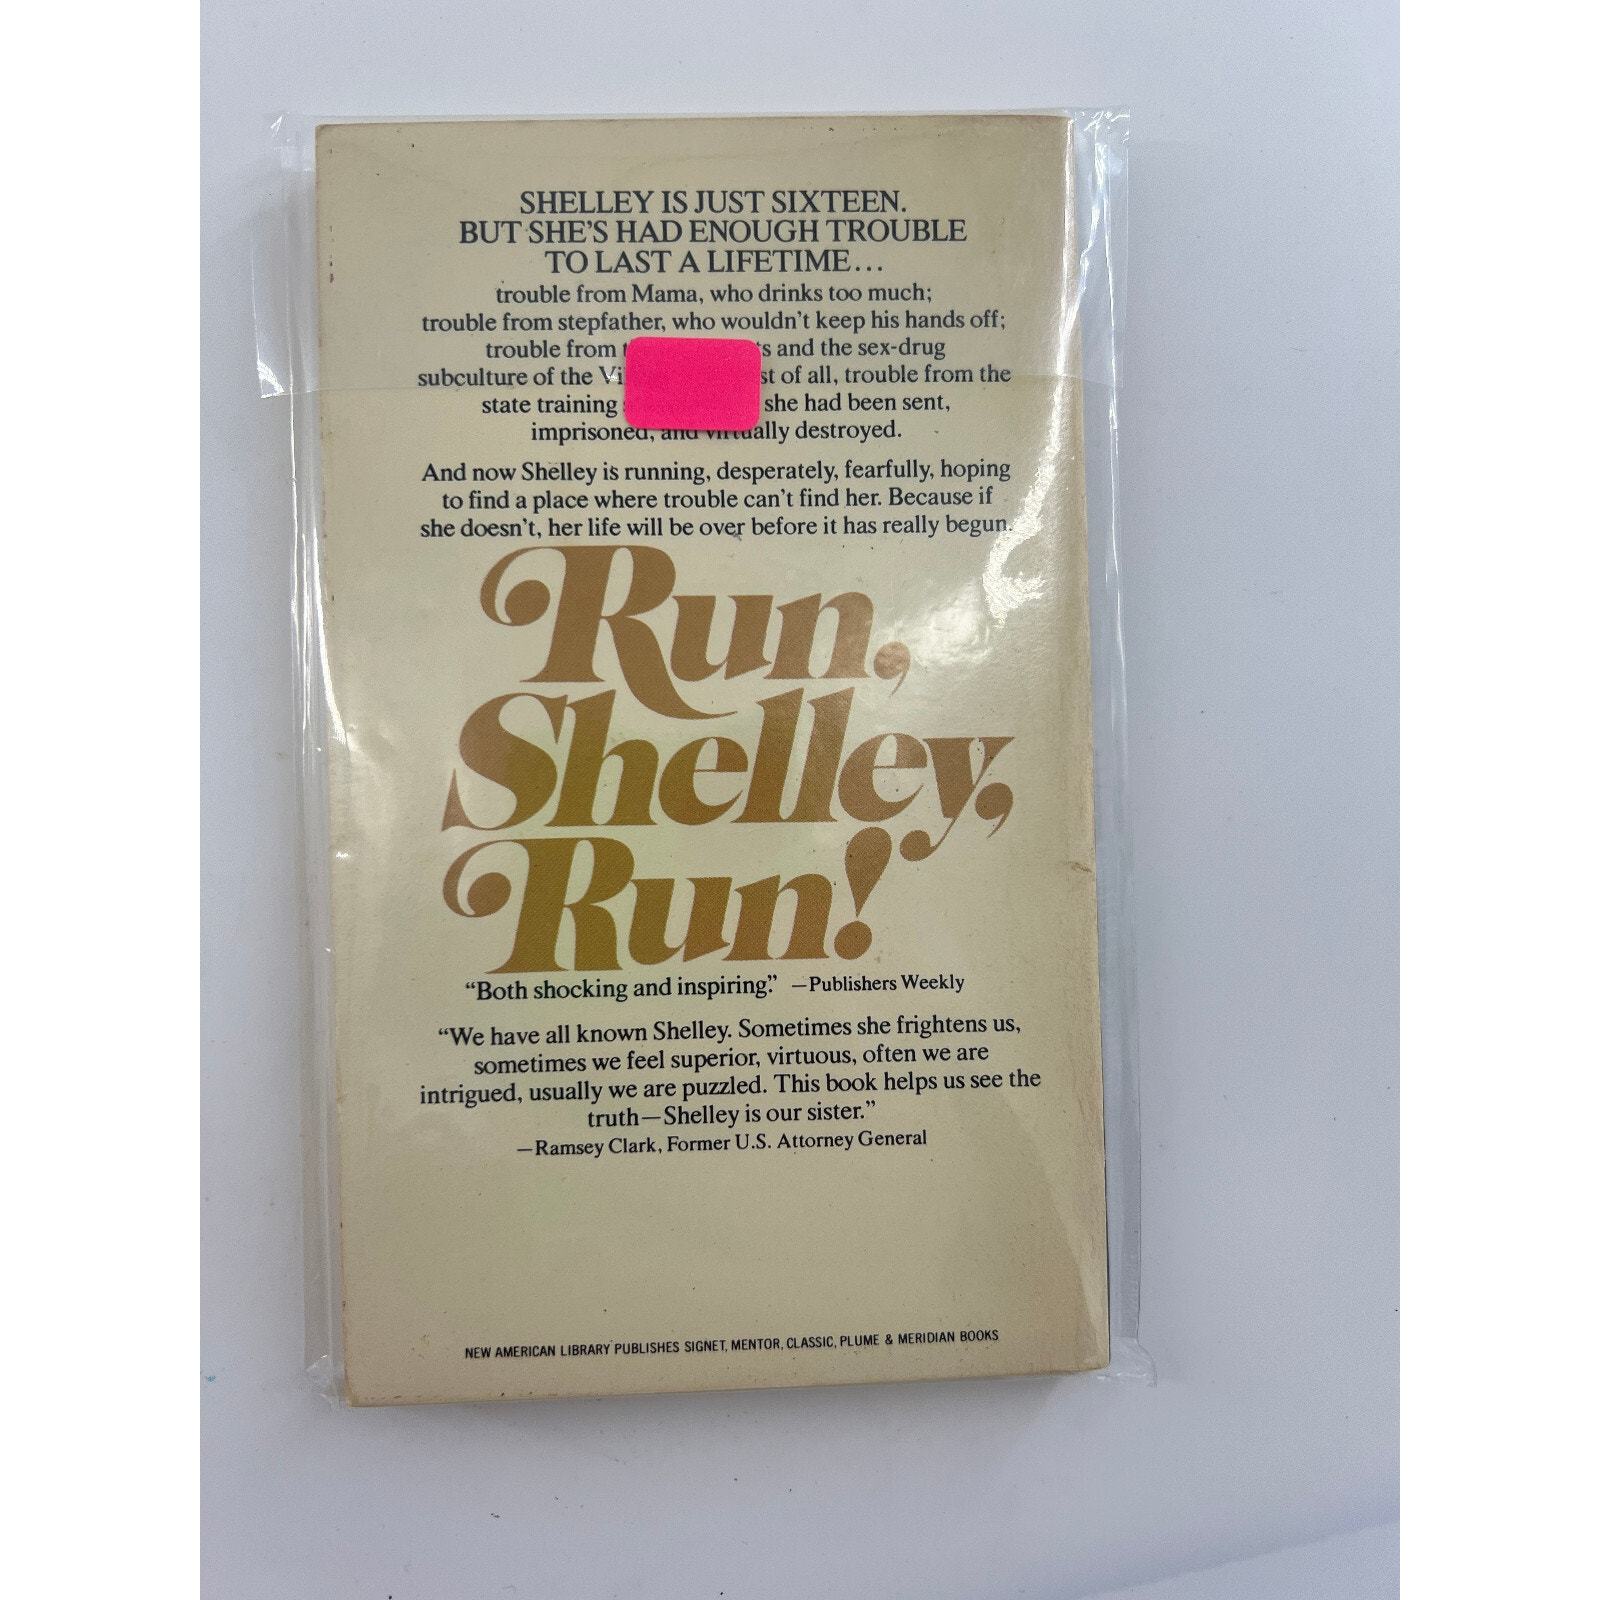 SHELLEY IS JUST SIXTEEN.
BUT SHE'S HAD ENOUGH TROUBLE
TO LAST A LIFETIME...
trouble from Mama, who drinks too much;
trouble from stepfather, who wouldn't keep his hands off;
trouble from and the sex-drug
subculture of the of all, trouble from the
state training she had been sent,
imprisoned, and virtually destroyed.
And now Shelley is running, desperately, fearfully, hoping
to find a place where trouble can't find her. Because if
she doesn't, her life will be over before it has really begun.
Run,
Shelley,
Run!
“Both shocking and inspiring.” —Publishers Weekly
“We have all known Shelley. Sometimes she frightens us,
sometimes we feel superior, virtuous, often we are
intrigued, usually we are puzzled. This book helps us see the
truth—Shelley is our sister.”
—Ramsey Clark, Former U.S. Attorney General
NEW AMERICAN LIBRARY PUBLISHES SIGNET, MENTOR, CLASSIC, PLUME & MERIDIAN BOOKS